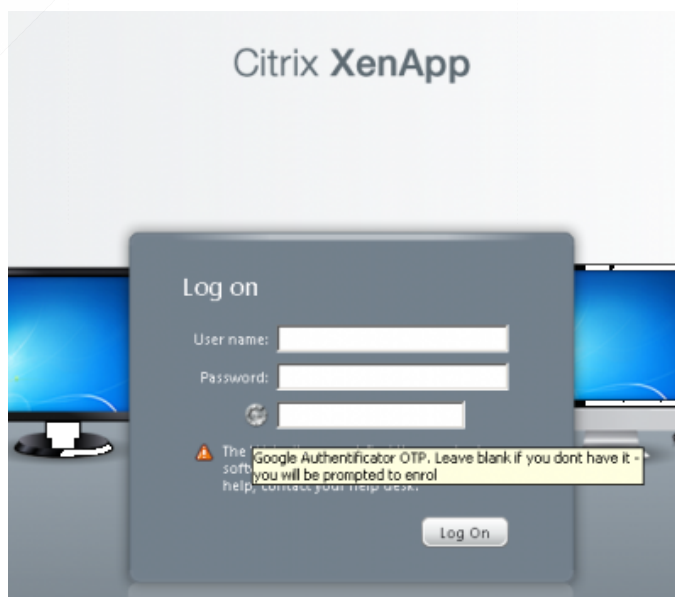 Citrix XenApp
Log on
User name:
Password:
The
Google Authentificator OTP. Leave blank if you dont have it -
soft
you will be prompted to enrol
help, contact your help desk.
Log On